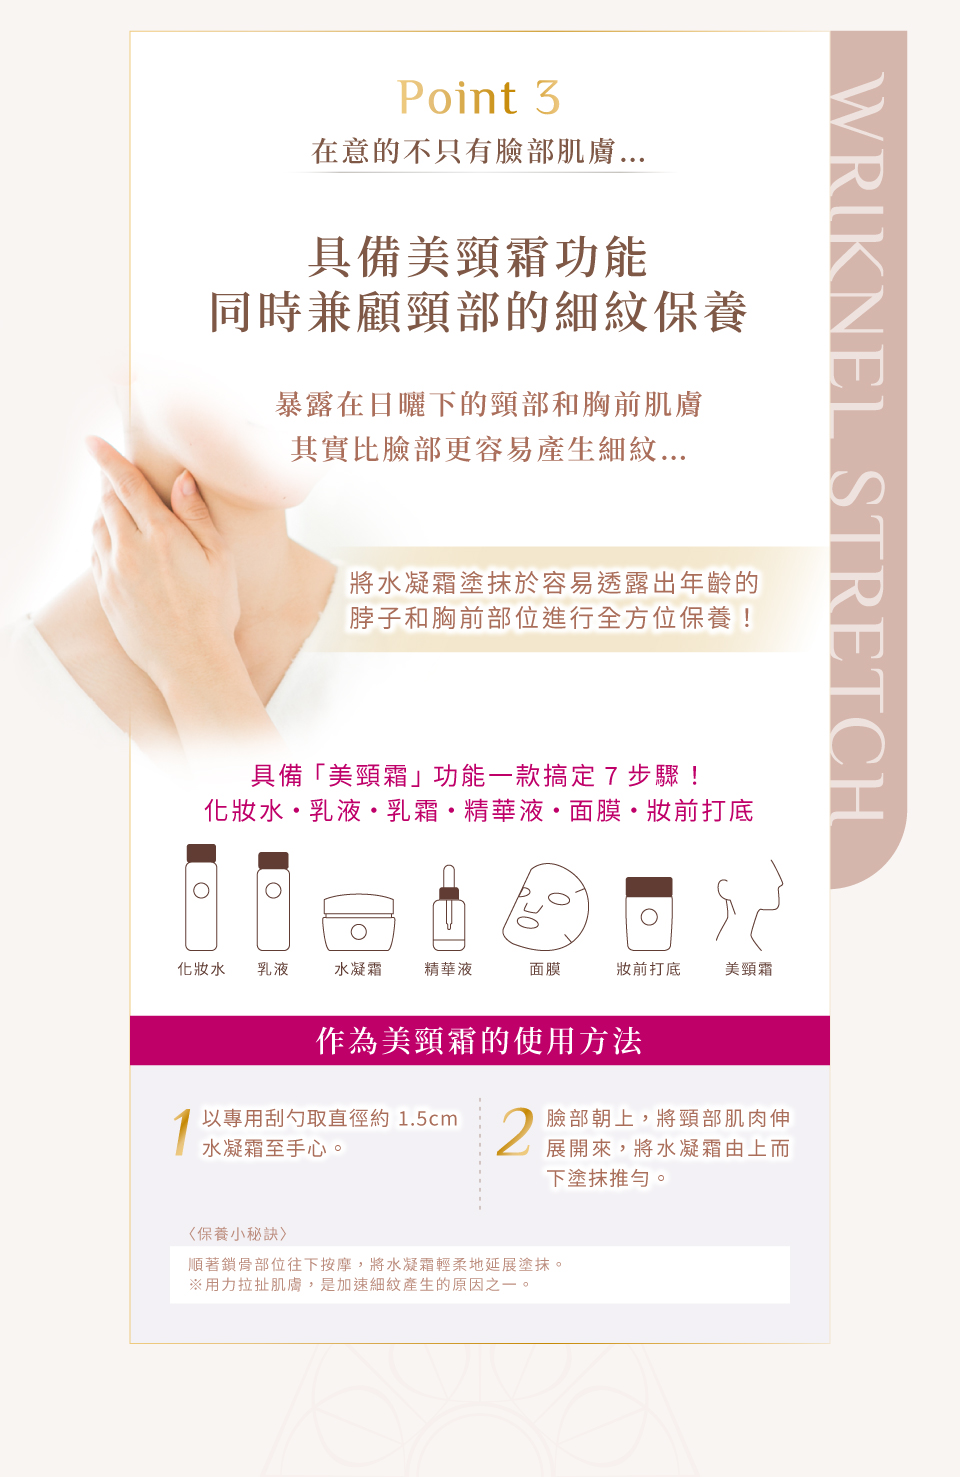 Point 3
在意的不只有臉部肌膚...
具備美頸霜功能
同時兼顧頸部的細紋保養
暴露在日曬下的頸部和胸前肌膚
其實比臉部更容易產生細紋...
將水凝霜塗抹於容易透露出年齡的
脖子和胸前部位進行全方位保養！
具備「美頸霜」功能一款搞定 7 步驟！
化妝水・乳液・乳霜・精華液・面膜・妝前打底
化妝水 乳液 水凝霜 精華液 面膜 妝前打底 美頸霜
作為美頸霜的使用方法
1 以專用刮勺取直徑約 1.5cm
水凝霜至手心。
2 臉部朝上，將頸部肌肉伸
展開來，將水凝霜由上而
下塗抹推勻。
〈保養小秘訣〉
順著鎖骨部位往下按摩，將水凝霜輕柔地延展塗抹。
※用力拉扯肌膚，是加速細紋產生的原因之一。
WRIKNEL STRETCH